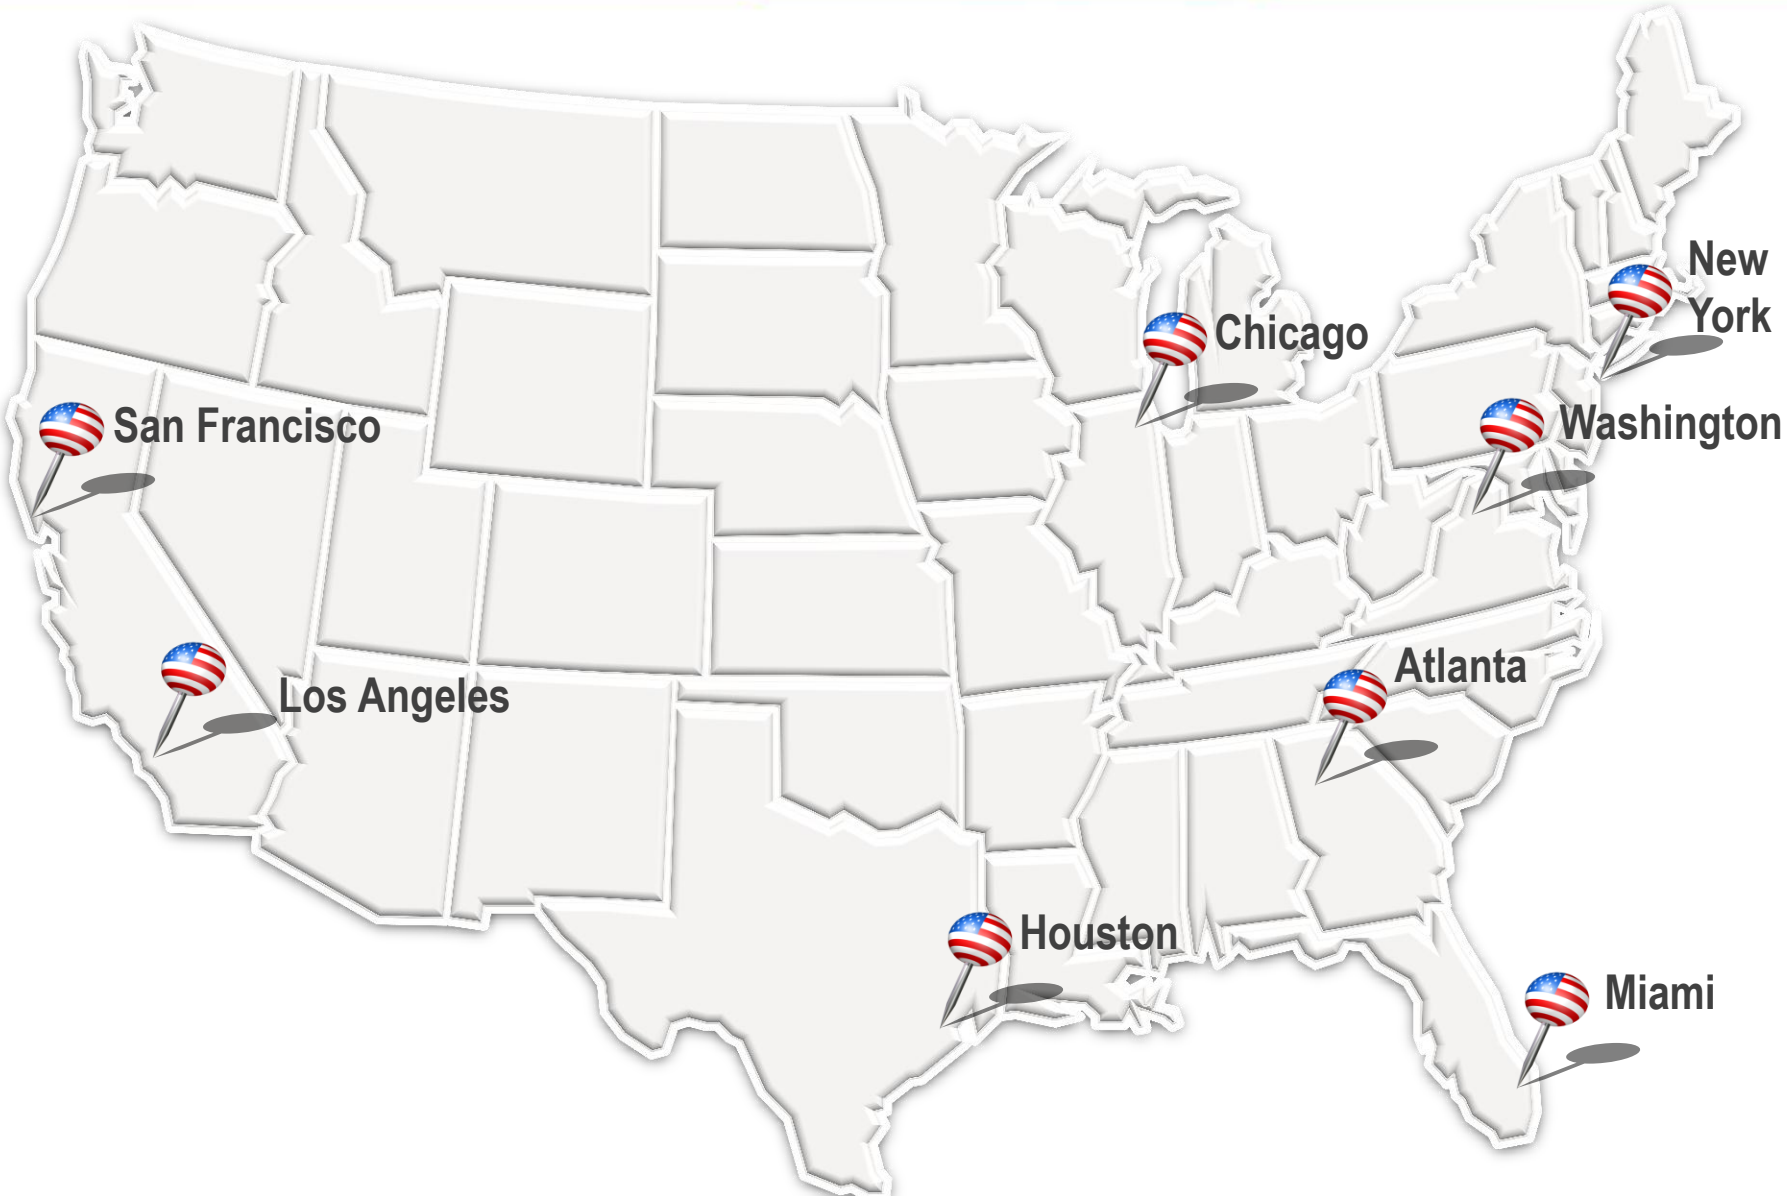 New
York
Chicago
San Francisco
Washington
Atlanta
Los Angeles
Houston
Miami